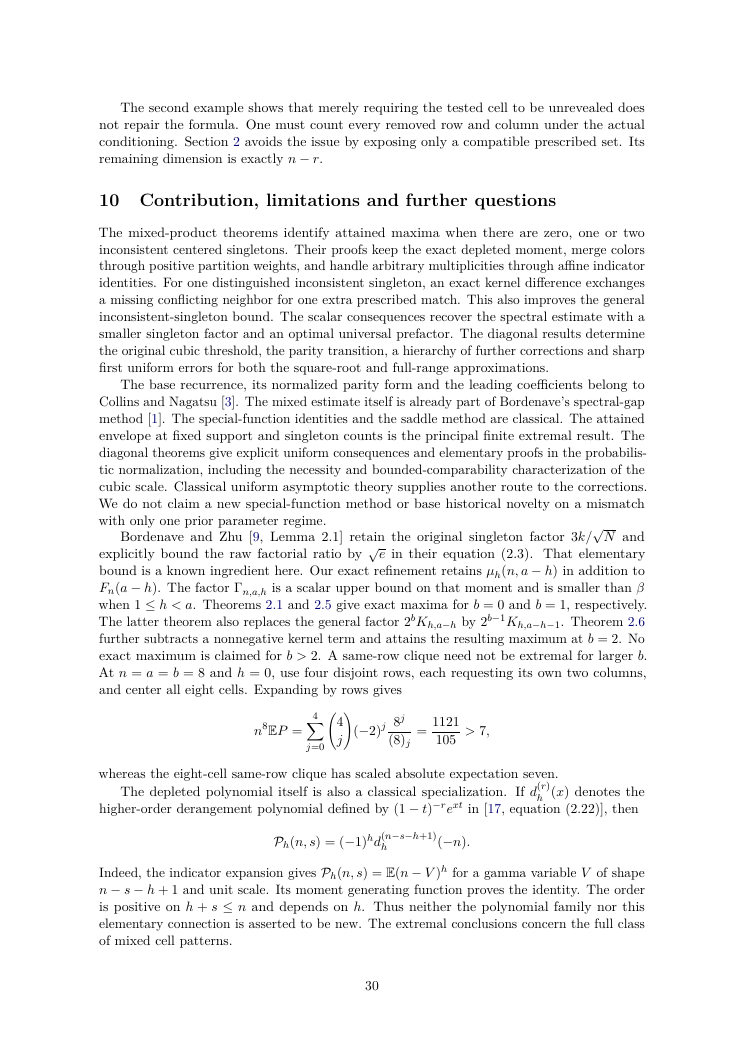 The second example shows that merely requiring the tested cell to be unrevealed does
not repair the formula. One must count every removed row and column under the actual
conditioning. Section 2 avoids the issue by exposing only a compatible prescribed set. Its
remaining dimension is exactly n − r.
10 Contribution, limitations and further questions
The mixed-product theorems identify attained maxima when there are zero, one or two
inconsistent centered singletons. Their proofs keep the exact depleted moment, merge colors
through positive partition weights, and handle arbitrary multiplicities through affine indicator
identities. For one distinguished inconsistent singleton, an exact kernel difference exchanges
a missing conflicting neighbor for one extra prescribed match. This also improves the general
inconsistent-singleton bound. The scalar consequences recover the spectral estimate with a
smaller singleton factor and an optimal universal prefactor. The diagonal results determine
the original cubic threshold, the parity transition, a hierarchy of further corrections and sharp
first uniform errors for both the square-root and full-range approximations.
The base recurrence, its normalized parity form and the leading coefficients belong to
Collins and Nagatsu [3]. The mixed estimate itself is already part of Bordenave's spectral-gap
method [1]. The special-function identities and the saddle method are classical. The attained
envelope at fixed support and singleton counts is the principal finite extremal result. The
diagonal theorems give explicit uniform consequences and elementary proofs in the probabilis-
tic normalization, including the necessity and bounded-comparability characterization of the
cubic scale. Classical uniform asymptotic theory supplies another route to the corrections.
We do not claim a new special-function method or base historical novelty on a mismatch
with only one prior parameter regime.
Bordenave and Zhu [9, Lemma 2.1] retain the original singleton factor 3k/√N and
explicitly bound the raw factorial ratio by √e in their equation (2.3). That elementary
bound is a known ingredient here. Our exact refinement retains μ_h(n, a − h) in addition to
F_n(a − h). The factor Γ_{n,a,h} is a scalar upper bound on that moment and is smaller than β
when 1 ≤ h < a. Theorems 2.1 and 2.5 give exact maxima for b = 0 and b = 1, respectively.
The latter theorem also replaces the general factor 2^b K_{h,a−h} by 2^{b−1}K_{h,a−h−1}. Theorem 2.6
further subtracts a nonnegative kernel term and attains the resulting maximum at b = 2. No
exact maximum is claimed for b > 2. A same-row clique need not be extremal for larger b.
At n = a = b = 8 and h = 0, use four disjoint rows, each requesting its own two columns,
and center all eight cells. Expanding by rows gives
n^8 𝔼P = ∑_{j=0}^{4} \binom{4}{j} (−2)^j \frac{8^j}{(8)_j} = \frac{1121}{105} > 7,
whereas the eight-cell same-row clique has scaled absolute expectation seven.
The depleted polynomial itself is also a classical specialization. If d_h^{(r)}(x) denotes the
higher-order derangement polynomial defined by (1 − t)^{−r}e^{xt} in [17, equation (2.22)], then
𝒫_h(n, s) = (−1)^h d_h^{(n−s−h+1)}(−n).
Indeed, the indicator expansion gives 𝒫_h(n, s) = 𝔼(n − V)^h for a gamma variable V of shape
n − s − h + 1 and unit scale. Its moment generating function proves the identity. The order
is positive on h + s ≤ n and depends on h. Thus neither the polynomial family nor this
elementary connection is asserted to be new. The extremal conclusions concern the full class
of mixed cell patterns.
30